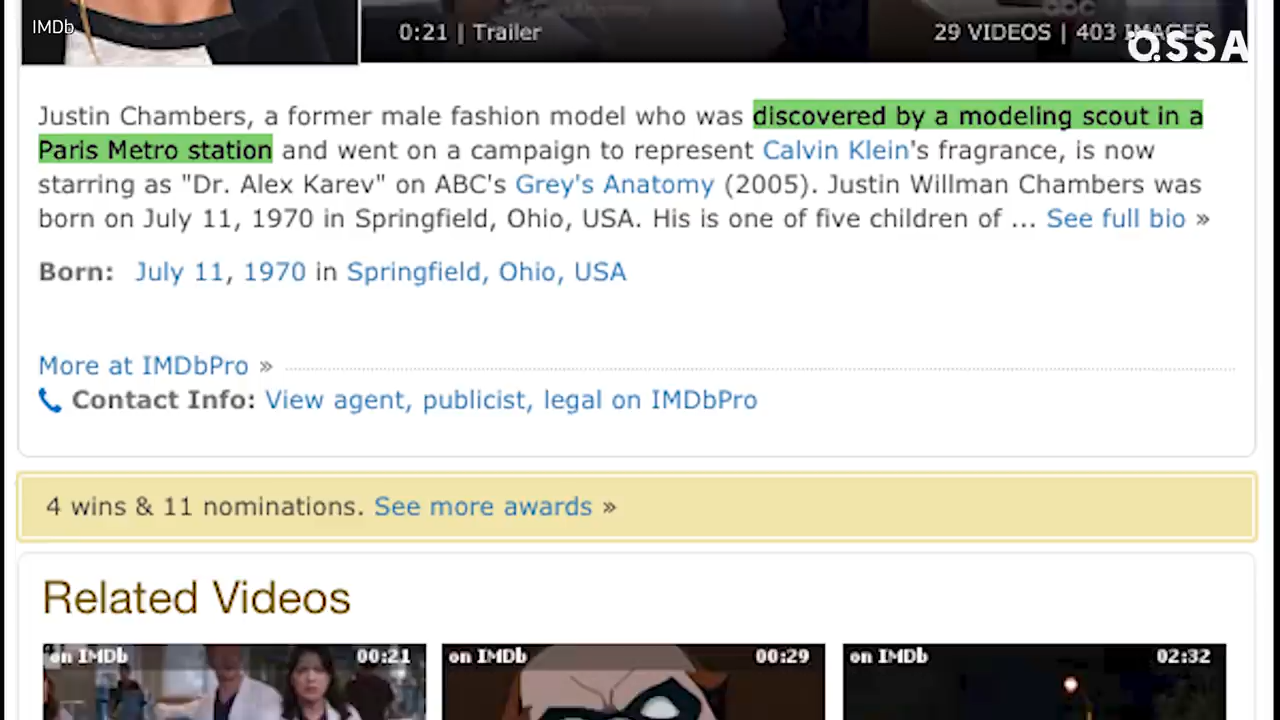 IMDb
0:21 | Trailer
29 VIDEOS | 403 IMAGES
abc
OSSA
Justin Chambers, a former male fashion model who was discovered by a modeling scout in a
Paris Metro station and went on a campaign to represent Calvin Klein's fragrance, is now
starring as "Dr. Alex Karev" on ABC's Grey's Anatomy (2005). Justin Willman Chambers was
born on July 11, 1970 in Springfield, Ohio, USA. His is one of five children of ... See full bio »
Born: July 11, 1970 in Springfield, Ohio, USA
More at IMDbPro »
Contact Info: View agent, publicist, legal on IMDbPro
4 wins & 11 nominations. See more awards »
Related Videos
on IMDb 00:21
on IMDb 00:29
on IMDb 02:32